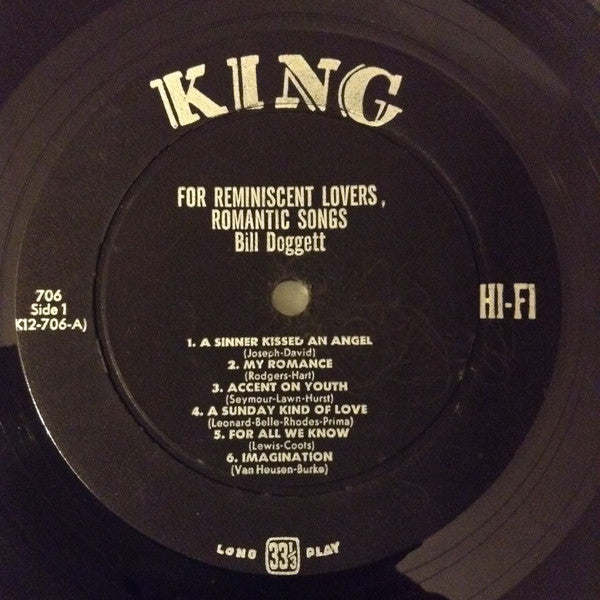 KING
FOR REMINISCENT LOVERS,
ROMANTIC SONGS
Bill Doggett
706
Side 1
K12-706-A)
HI-FI
1. A SINNER KISSED AN ANGEL
(Joseph-David)
2. MY ROMANCE
(Rodgers-Hart)
3. ACCENT ON YOUTH
(Seymour-Lawn-Hurst)
4. A SUNDAY KIND OF LOVE
(Leonard-Belle-Rhodes-Prima)
5. FOR ALL WE KNOW
(Lewis-Coots)
6. IMAGINATION
(Van Heusen-Burke)
LONG 33⅓ PLAY